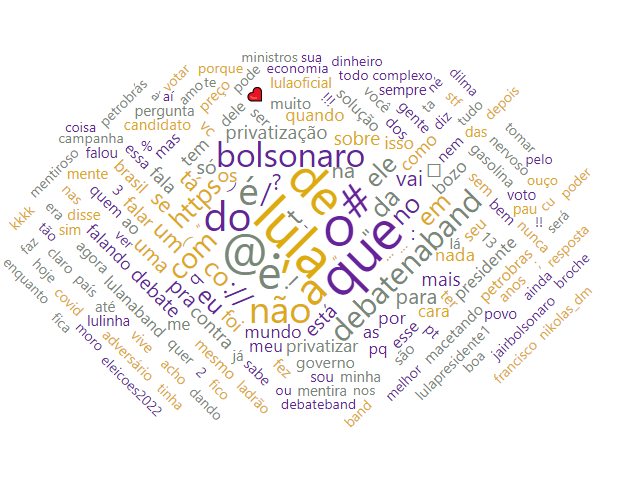 ministros sua
votar porque economia dinheiro
lulaoficial todo complexo
petrobrás aí amo te preço pode muito você sempre ne dilma
pergunta dele ser solução gente ta stf depois
coisa candidato vc privatização quando dos diz tudo
campanha % mas tem sobre isso como nem das tomar
falou essa fala só bolsonaro na ele vai bozo gasolina nervoso pelo
mentiroso mente brasil se tá os é /? de # da no em sem voto cu poder
nas 3 quem ao falar um https do lula o que seu bem pau !!
kkkk era disse ver uma com @ e : t debatenaband lá 13 nunca será
faz sim claro falando debate co :// ! a nada presidente petrobras a resposta
enquanto hoje país agora lulanaband q eu não mais re anos ; ainda broche
fica covid até lulinha pra foi está para cara povo
moro vive quer me contra mundo por esse pt macetando lulapresidente1 jairbolsonaro nikolas_dm
eleicoes2022 adversário acho mesmo já meu privatizar as pq são boa francisco
tinha 2 fico ladrão sabe fez governo melhor
dando sou minha
ou mentira nos
debateband band
!!!